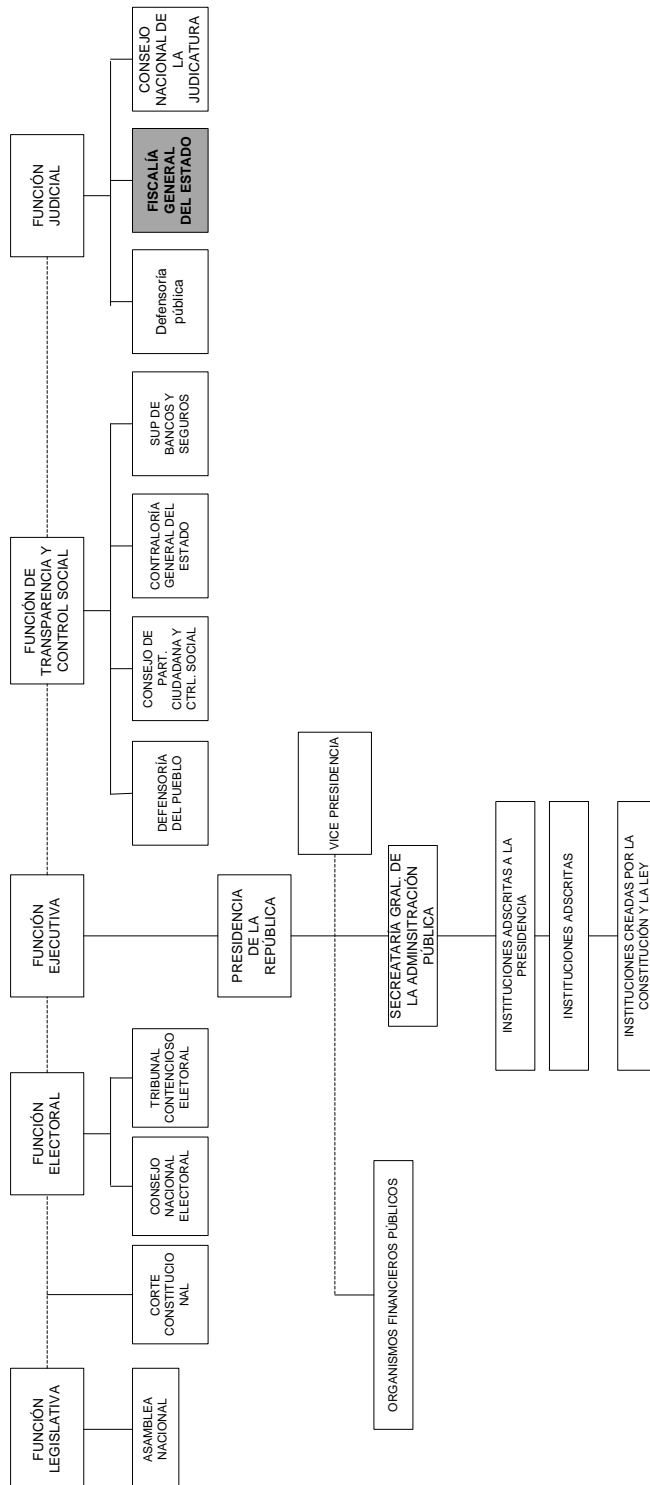 FUNCIÓN
LEGISLATIVA
FUNCIÓN
ELECTORAL
FUNCIÓN
EJECUTIVA
FUNCIÓN DE
TRANSPARENCIA Y
CONTROL SOCIAL
FUNCIÓN
JUDICIAL
ASAMBLEA
NACIONAL
CORTE
CONSTITUCIO
NAL
CONSEJO
NACIONAL
ELECTORAL
TRIBUNAL
CONTENCIOSO
ELETORAL
DEFENSORÍA
DEL PUEBLO
CONSEJO DE
PART.
CIUDADANA Y
CTRL. SOCIAL
CONTRALORÍA
GENERAL DEL
ESTADO
SUP DE
BANCOS Y
SEGUROS
Defensoría
pública
FISCALÍA
GENERAL
DEL ESTADO
CONSEJO
NACIONAL DE
LA
JUDICATURA
PRESIDENCIA
DE LA
REPÚBLICA
VICE PRESIDENCIA
ORGANISMOS FINANCIEROS PÚBLICOS
SECREATARÍA GRAL. DE
LA ADMINSITRACIÓN
PÚBLICA
INSTITUCIONES ADSCRITAS A LA
PRESIDENCIA
INSTITUCIONES ADSCRITAS
INSTITUCIONES CREADAS POR LA
CONSTITUCIÓN Y LA LEY